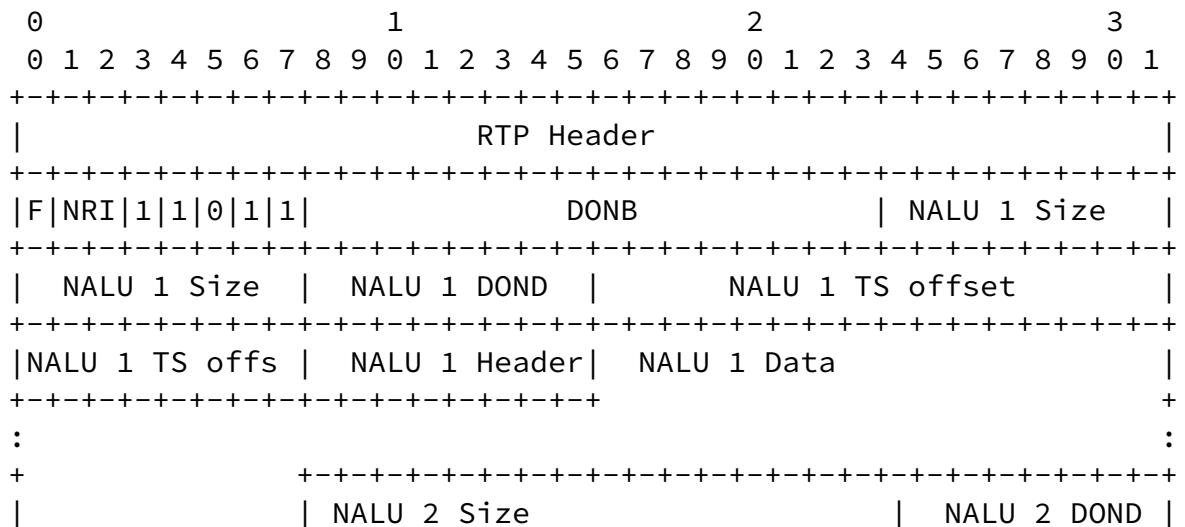 0                   1                   2                   3
 0 1 2 3 4 5 6 7 8 9 0 1 2 3 4 5 6 7 8 9 0 1 2 3 4 5 6 7 8 9 0 1
+-+-+-+-+-+-+-+-+-+-+-+-+-+-+-+-+-+-+-+-+-+-+-+-+-+-+-+-+-+-+-+-+
|                          RTP Header                           |
+-+-+-+-+-+-+-+-+-+-+-+-+-+-+-+-+-+-+-+-+-+-+-+-+-+-+-+-+-+-+-+-+
|F|NRI|1|1|0|1|1|              DONB             | NALU 1 Size   |
+-+-+-+-+-+-+-+-+-+-+-+-+-+-+-+-+-+-+-+-+-+-+-+-+-+-+-+-+-+-+-+-+
|  NALU 1 Size  |  NALU 1 DOND  |       NALU 1 TS offset        |
+-+-+-+-+-+-+-+-+-+-+-+-+-+-+-+-+-+-+-+-+-+-+-+-+-+-+-+-+-+-+-+-+
|NALU 1 TS offs |  NALU 1 Header|  NALU 1 Data                  |
+-+-+-+-+-+-+-+-+-+-+-+-+-+-+-+-+                               +
:                                                               :
+               +-+-+-+-+-+-+-+-+-+-+-+-+-+-+-+-+-+-+-+-+-+-+-+-+
|               | NALU 2 Size                   |  NALU 2 DOND |